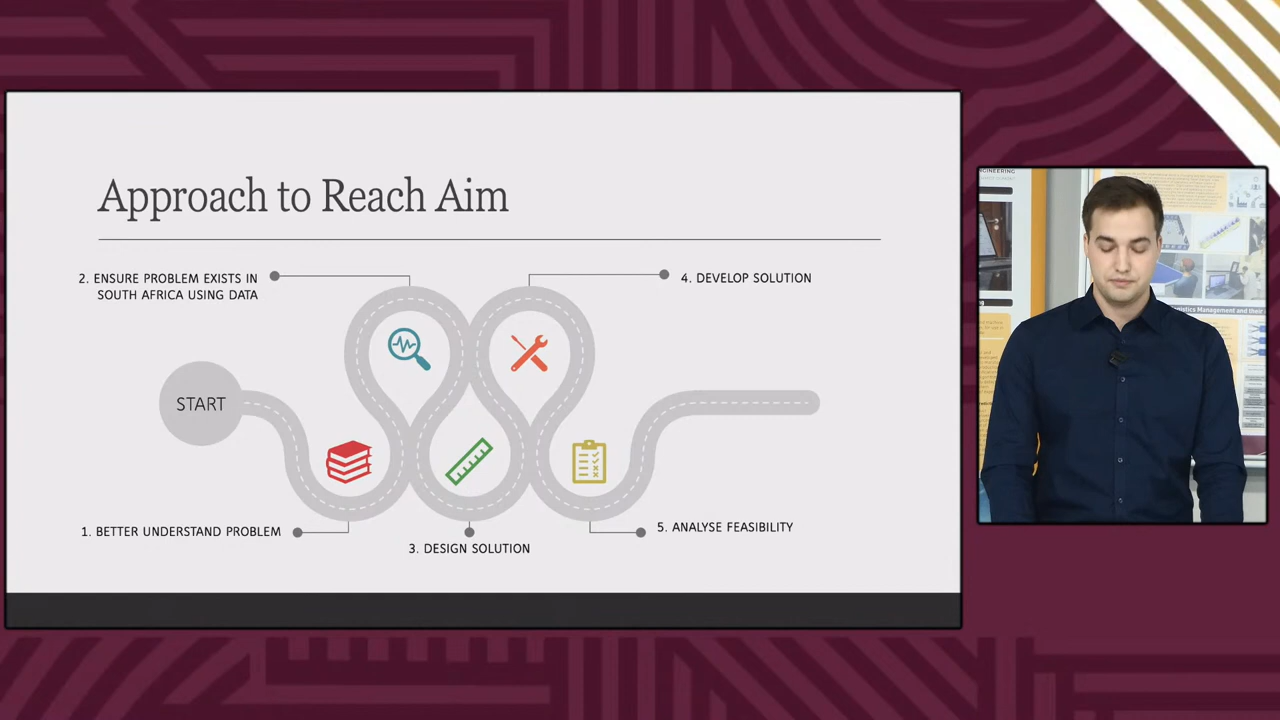 Approach to Reach Aim
2. ENSURE PROBLEM EXISTS IN
SOUTH AFRICA USING DATA
4. DEVELOP SOLUTION
START
1. BETTER UNDERSTAND PROBLEM
3. DESIGN SOLUTION
5. ANALYSE FEASIBILITY